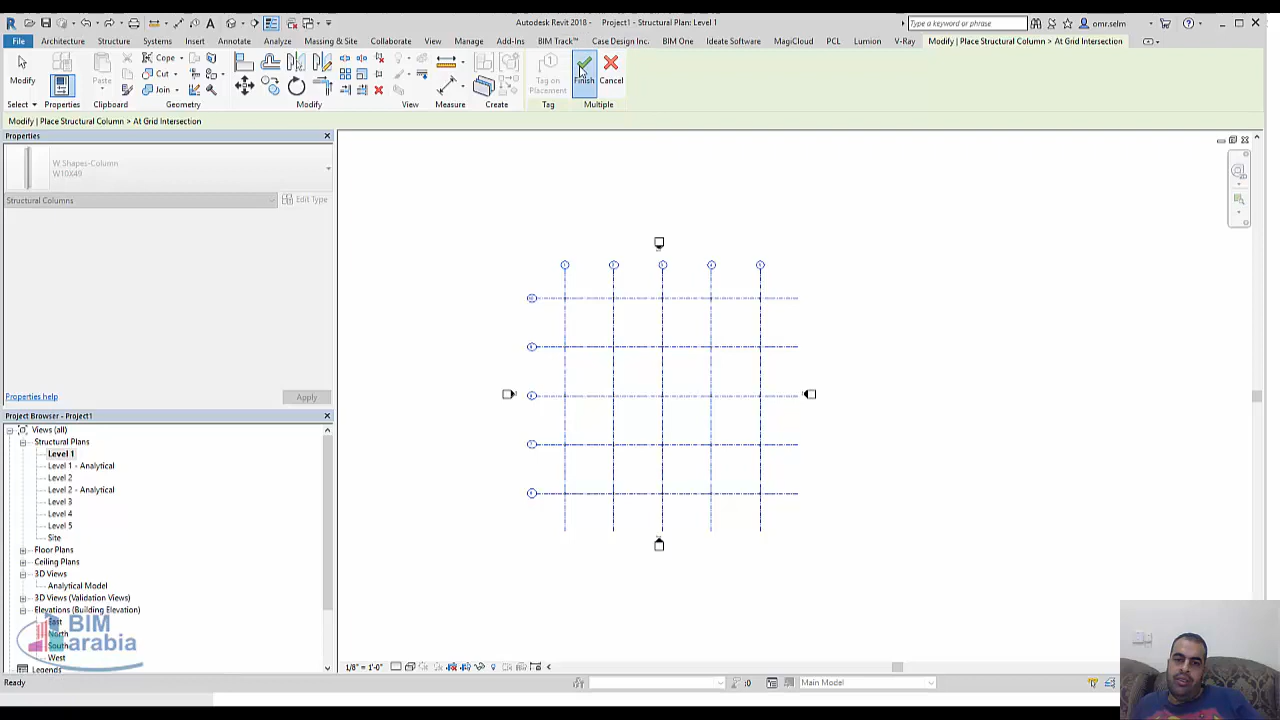 Autodesk Revit 2018 - Project1 - Structural Plan: Level 1
Type a keyword or phrase
omr.selm
File Architecture Structure Systems Insert Annotate Analyze Massing & Site Collaborate View Manage Add-Ins BIM Track™ Case Design Inc. BIM One Ideate Software MagiCloud PCL Lumion V-Ray Modify | Place Structural Column > At Grid Intersection
Modify
Paste
Cope
Cut
Join
Tag on Placement
Finish
Cancel
Select Properties Clipboard Geometry Modify View Measure Create Tag Multiple
Modify | Place Structural Column > At Grid Intersection
Properties
W Shapes-Column
W10X49
Structural Columns
Edit Type
Properties help
Apply
Project Browser - Project1
Views (all)
Structural Plans
Level 1
Level 1 - Analytical
Level 2
Level 2 - Analytical
Level 3
Level 4
Level 5
Site
Floor Plans
Ceiling Plans
3D Views
Analytical Model
3D Views (Validation Views)
Elevations (Building Elevation)
East
North
South
West
Legends
BIM
arabia
1/8" = 1'-0"
Ready
:0
Main Model